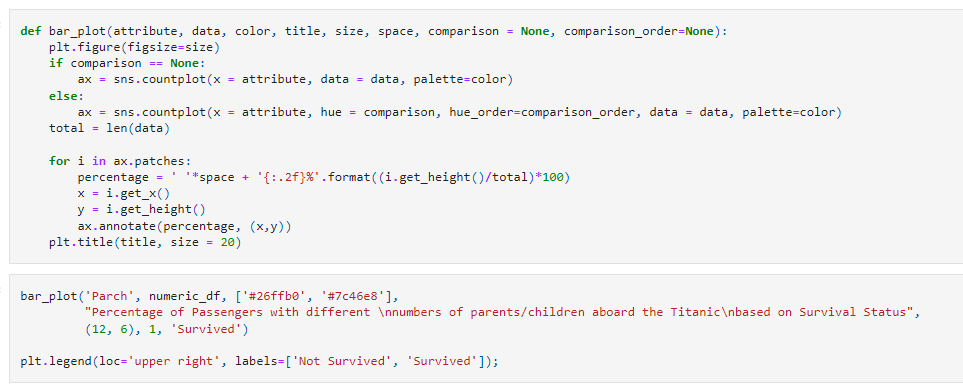 def bar_plot(attribute, data, color, title, size, space, comparison = None, comparison_order=None):
    plt.figure(figsize=size)
    if comparison == None:
        ax = sns.countplot(x = attribute, data = data, palette=color)
    else:
        ax = sns.countplot(x = attribute, hue = comparison, hue_order=comparison_order, data = data, palette=color)
    total = len(data)

    for i in ax.patches:
        percentage = ' '*space + '{:.2f}%'.format((i.get_height()/total)*100)
        x = i.get_x()
        y = i.get_height()
        ax.annotate(percentage, (x,y))
    plt.title(title, size = 20)

bar_plot('Parch', numeric_df, ['#26ffb0', '#7c46e8'],
         "Percentage of Passengers with different \nnumbers of parents/children aboard the Titanic\nbased on Survival Status",
         (12, 6), 1, 'Survived')

plt.legend(loc='upper right', labels=['Not Survived', 'Survived']);